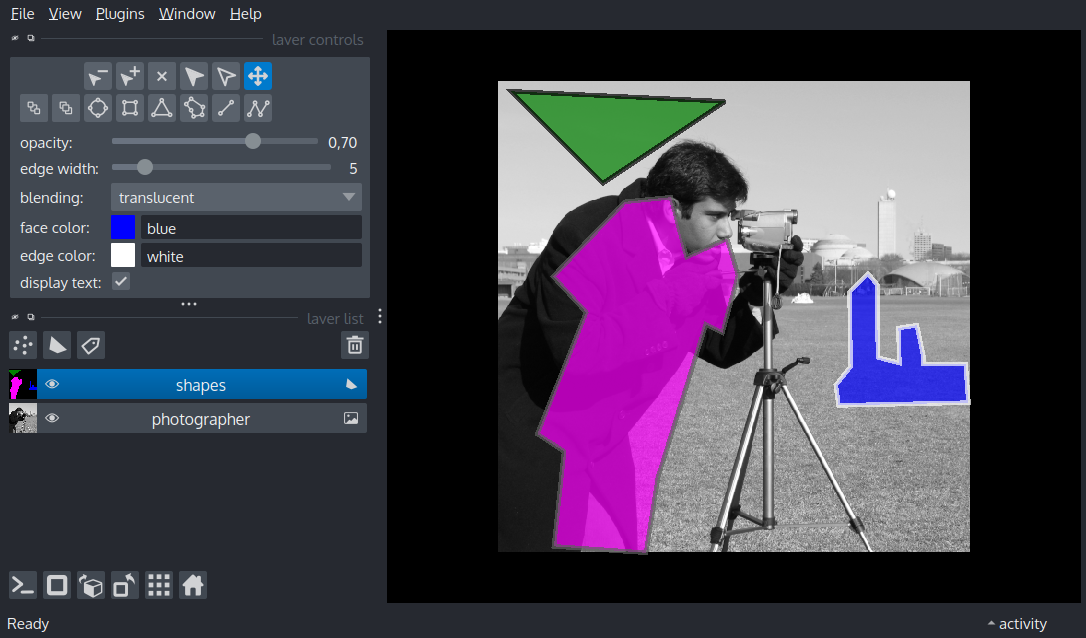 File View Plugins Window Help
layer controls
opacity: 0,70
edge width: 5
blending: translucent
face color: blue
edge color: white
display text:
layer list
shapes
photographer
Ready
activity